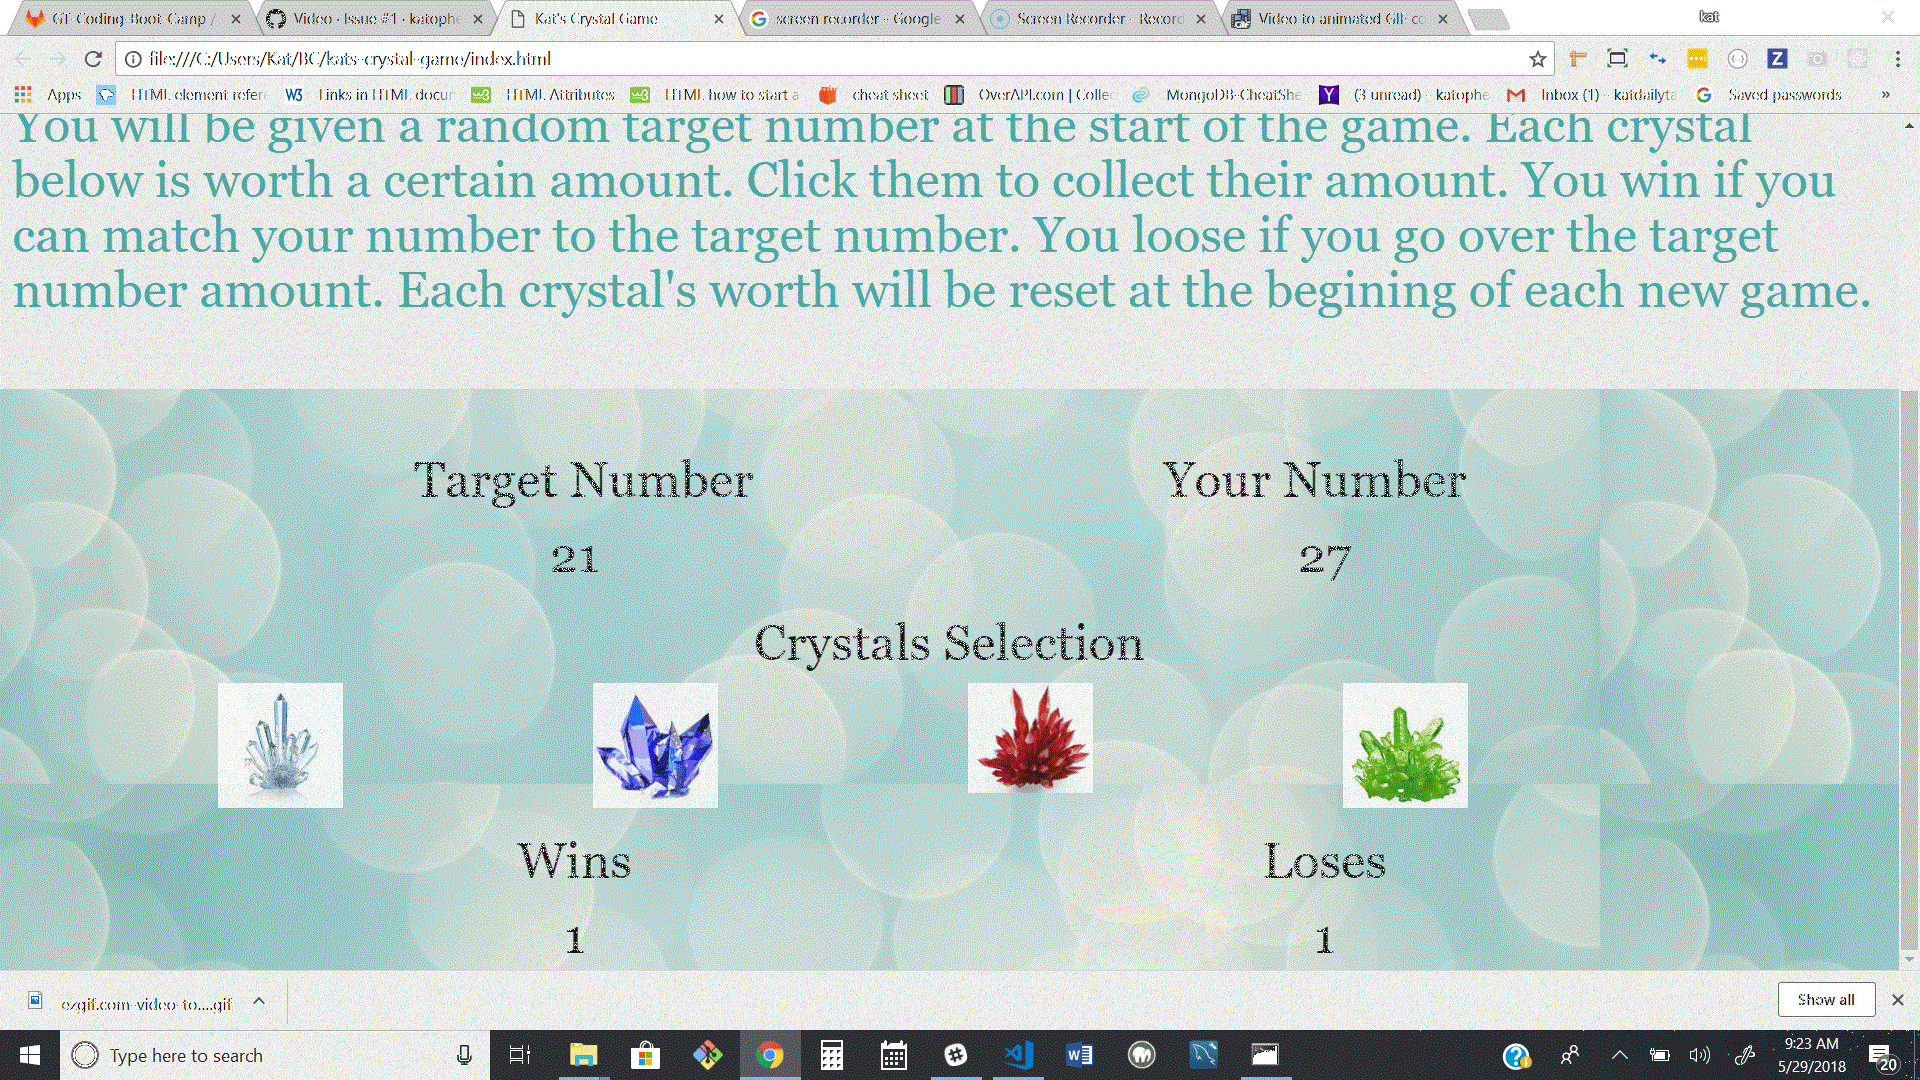 GT-Coding-Boot-Camp /
Video · Issue #1 · katophe
Kat's Crystal Game
screen recorder - Google
Screen Recorder - Record
Video to animated GIF co
kat
file:///C:/Users/Kat/BC/kats-crystal-game/index.html
Apps
HTML element refere
Links in HTML docum
HTML Attributes
HTML how to start a
cheat sheet
OverAPI.com | Collec
MongoDB-CheatShe
(3 unread) - katophe
Inbox (1) - katdailyta
Saved passwords
»
You will be given a random target number at the start of the game. Each crystal
below is worth a certain amount. Click them to collect their amount. You win if you
can match your number to the target number. You loose if you go over the target
number amount. Each crystal's worth will be reset at the begining of each new game.
Target Number
Your Number
21
27
Crystals Selection
Wins
Loses
1
1
ezgif.com-video-to....gif
Show all
Type here to search
9:23 AM
5/29/2018
20